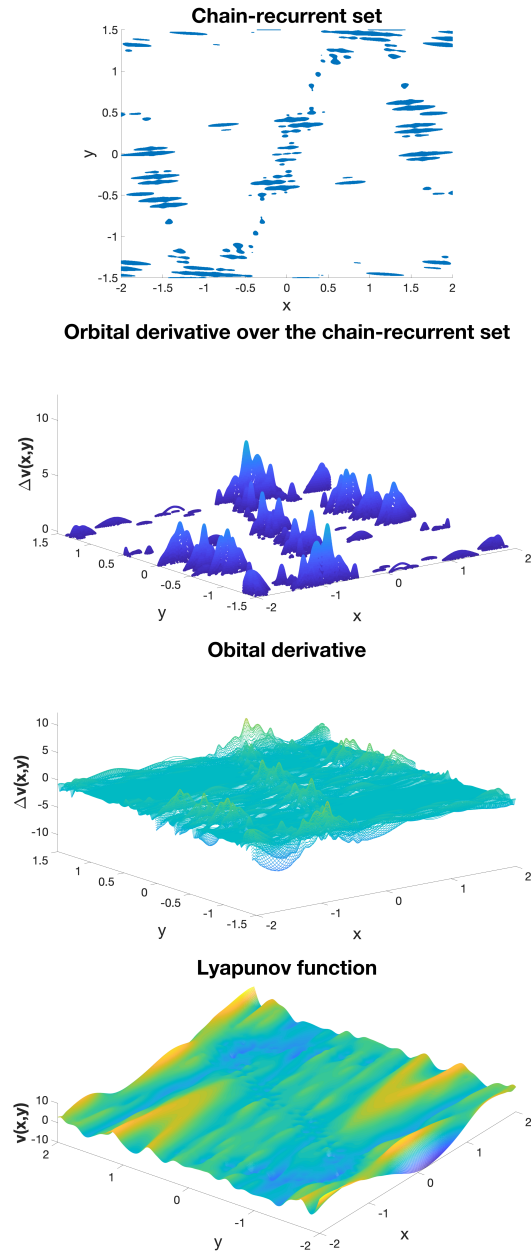 Chain-recurrent set
1.5
1
0.5
y
0
-0.5
-1
-1.5
-2 -1.5 -1 -0.5 0 0.5 1 1.5 2
x
Orbital derivative over the chain-recurrent set
10
5
0
△v(x,y)
1.5 1 0.5 0 -0.5 -1 -1.5
y
-2 -1 0 1 2
x
Obital derivative
10
5
0
-5
-10
△v(x,y)
1.5 1 0.5 0 -0.5 -1 -1.5
y
-2 -1 0 1 2
x
Lyapunov function
10
0
-10
v(x,y)
2 1 0 -1 -2
y
-2 -1 0 1 2
x